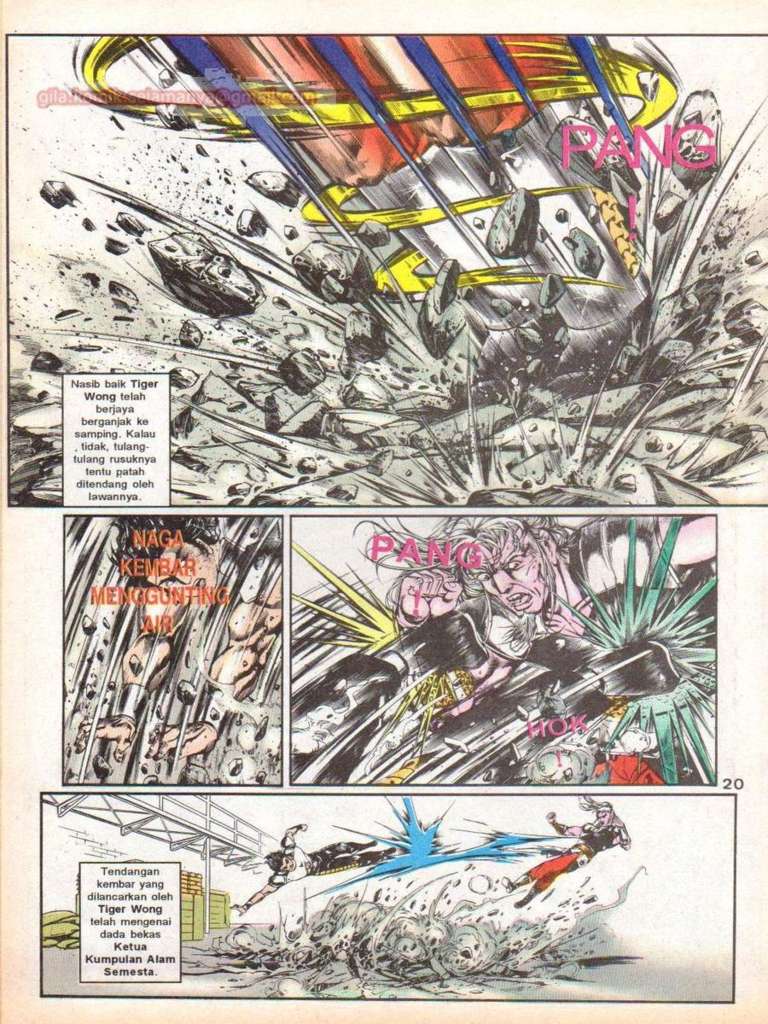 PANG
!
Nasib baik Tiger
Wong telah
berjaya
berganjak ke
samping. Kalau
, tidak, tulang-
tulang rusuknya
tentu patah
ditendang oleh
lawannya.
NAGA
KEMBAR
MENGGUNTING
AIR
PANG
!
HOK
!
20
Tendangan
kembar yang
dilancarkan oleh
Tiger Wong
telah mengenai
dada bekas
Ketua
Kumpulan Alam
Semesta.